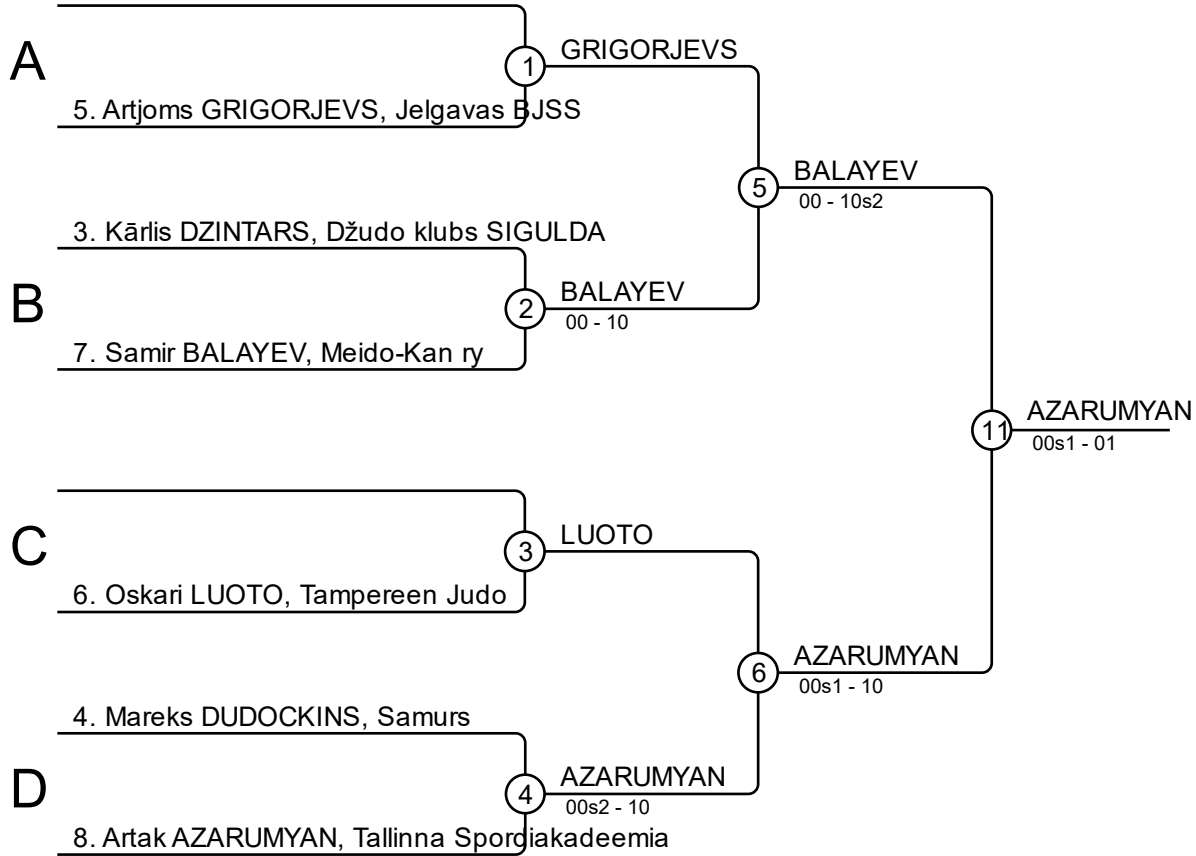 A
1
GRIGORJEVS
5. Artjoms GRIGORJEVS, Jelgavas BJSS
5
BALAYEV
00 - 10s2
3. Kārlis DZINTARS, Džudo klubs SIGULDA
B
2
BALAYEV
00 - 10
7. Samir BALAYEV, Meido-Kan ry
11
AZARUMYAN
00s1 - 01
C
3
LUOTO
6. Oskari LUOTO, Tampereen Judo
6
AZARUMYAN
00s1 - 10
4. Mareks DUDOCKINS, Samurs
D
4
AZARUMYAN
00s2 - 10
8. Artak AZARUMYAN, Tallinna Spordiakadeemia